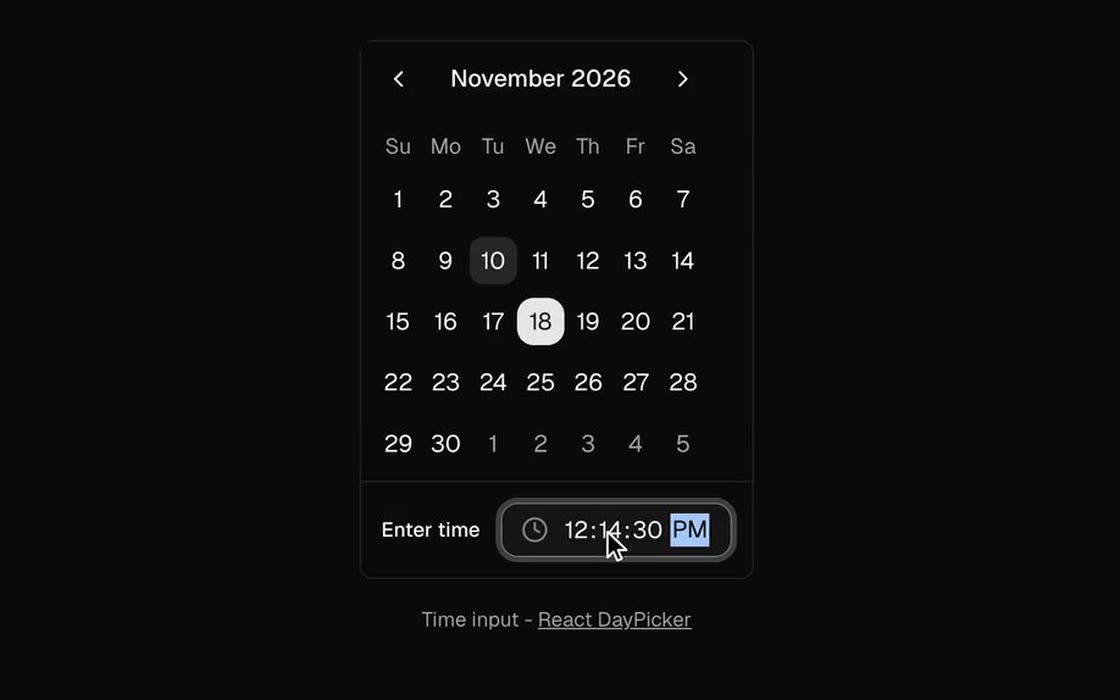 November 2026
Su Mo Tu We Th Fr Sa
1 2 3 4 5 6 7
8 9 10 11 12 13 14
15 16 17 18 19 20 21
22 23 24 25 26 27 28
29 30 1 2 3 4 5
Enter time 12:14:30 PM
Time input - React DayPicker